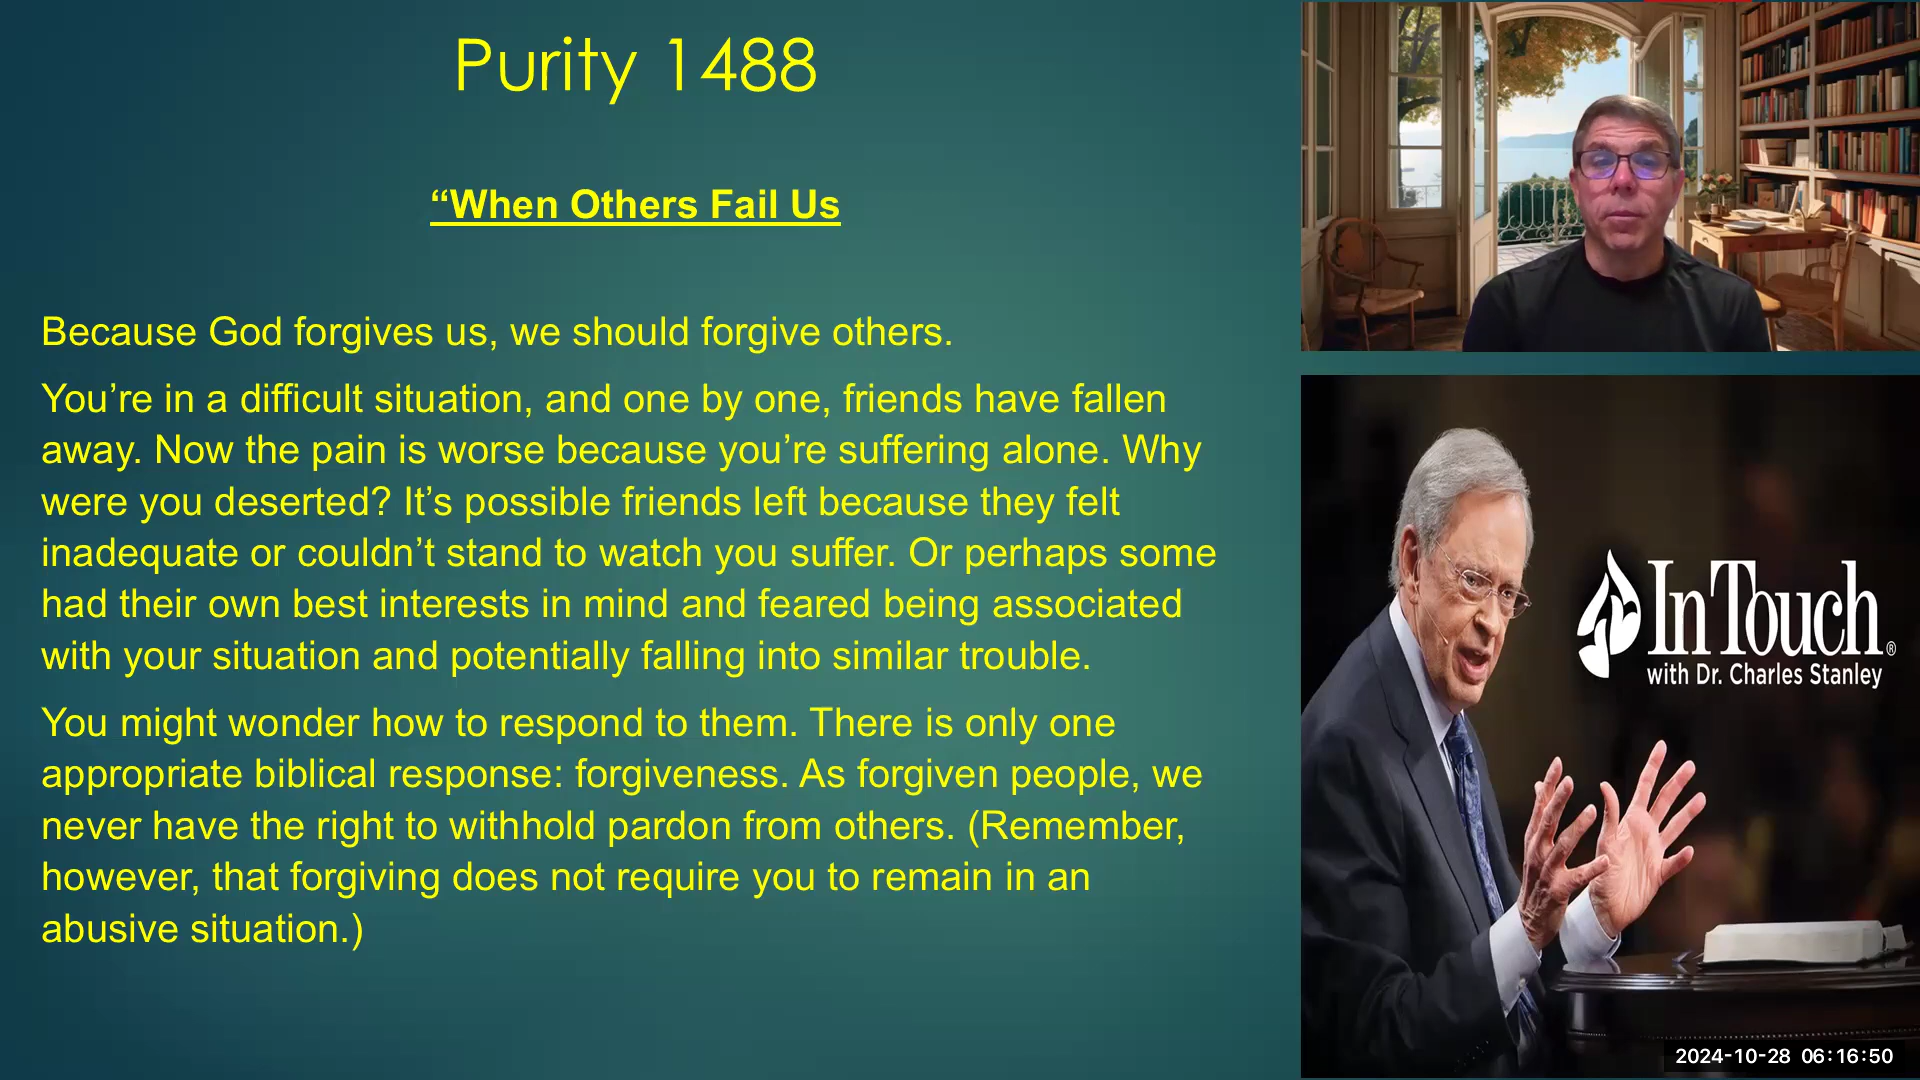 Purity 1488
“When Others Fail Us
Because God forgives us, we should forgive others.
You’re in a difficult situation, and one by one, friends have fallen
away. Now the pain is worse because you’re suffering alone. Why
were you deserted? It’s possible friends left because they felt
inadequate or couldn’t stand to watch you suffer. Or perhaps some
had their own best interests in mind and feared being associated
with your situation and potentially falling into similar trouble.
You might wonder how to respond to them. There is only one
appropriate biblical response: forgiveness. As forgiven people, we
never have the right to withhold pardon from others. (Remember,
however, that forgiving does not require you to remain in an
abusive situation.)
In Touch®
with Dr. Charles Stanley
2024-10-28 06:16:50